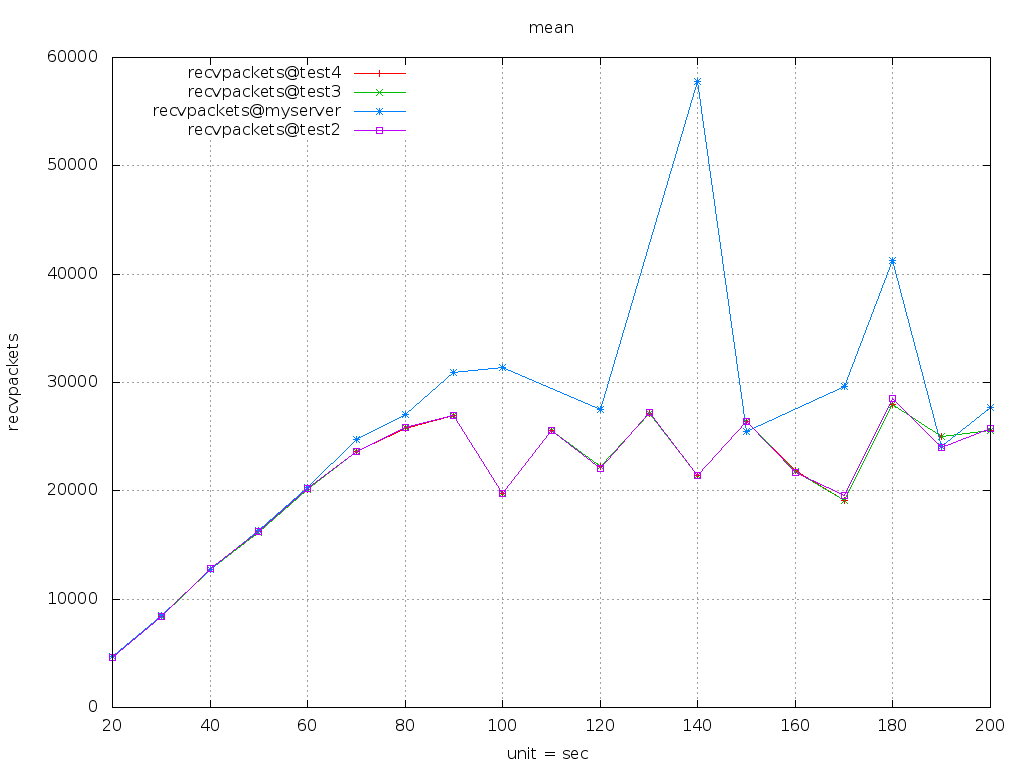 mean
60000
50000
40000
30000
20000
10000
0
recvpackets@test4
recvpackets@test3
recvpackets@myserver
recvpackets@test2
recvpackets
20 40 60 80 100 120 140 160 180 200
unit = sec